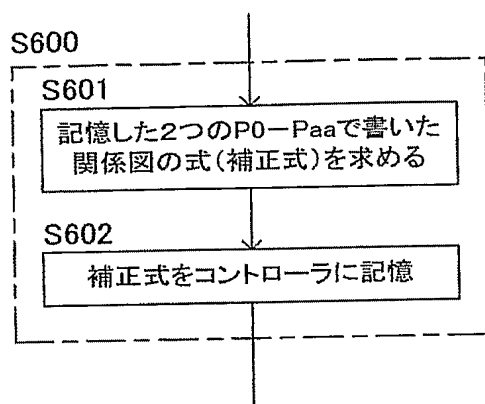 S600
S601
記憶した2つのP0−Paaで書いた
関係図の式(補正式)を求める
S602
補正式をコントローラに記憶